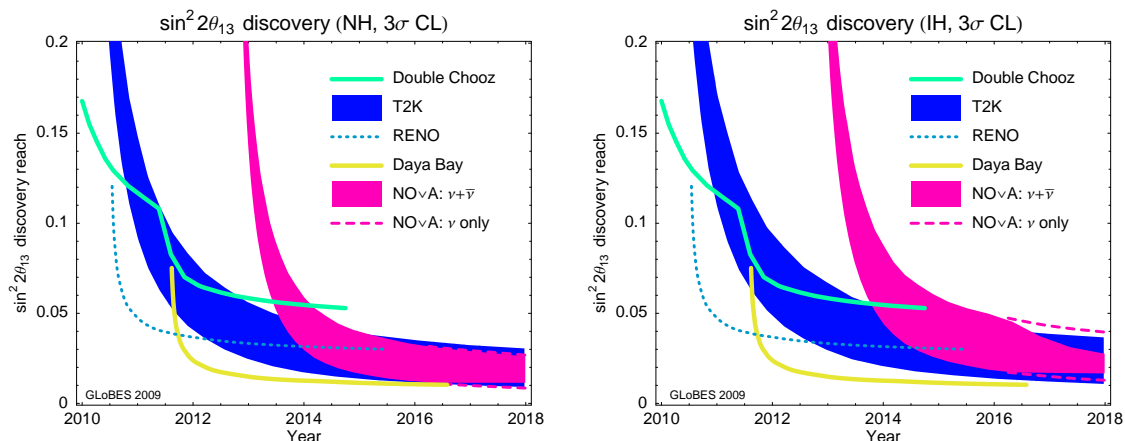 sin² 2θ₁₃ discovery (NH, 3σ CL)
sin² 2θ₁₃ discovery reach
0.2
0.15
0.1
0.05
0
Double Chooz
T2K
RENO
Daya Bay
NOνA: ν+ν̅
NOνA: ν only
GLoBES 2009
2010 2012 2014 2016 2018
Year
sin² 2θ₁₃ discovery (IH, 3σ CL)
sin² 2θ₁₃ discovery reach
0.2
0.15
0.1
0.05
0
Double Chooz
T2K
RENO
Daya Bay
NOνA: ν+ν̅
NOνA: ν only
GLoBES 2009
2010 2012 2014 2016 2018
Year